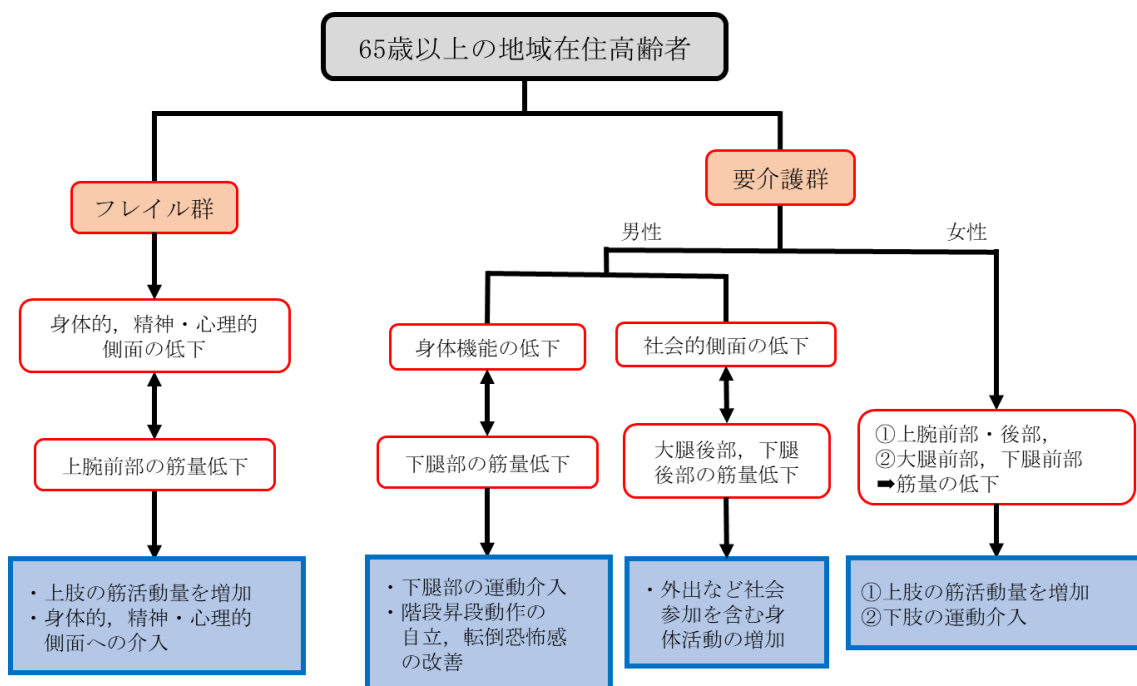 65歳以上の地域在住高齢者
フレイル群
要介護群
男性
女性
身体的，精神・心理的
側面の低下
身体機能の低下
社会的側面の低下
上腕前部の筋量低下
下腿部の筋量低下
大腿後部，下腿
後部の筋量低下
①上腕前部・後部，
②大腿前部，下腿前部
➡筋量の低下
・上肢の筋活動量を増加
・身体的，精神・心理的
側面への介入
・下腿部の運動介入
・階段昇段動作の
自立，転倒恐怖感
の改善
・外出など社会
参加を含む身
体活動の増加
①上肢の筋活動量を増加
②下肢の運動介入